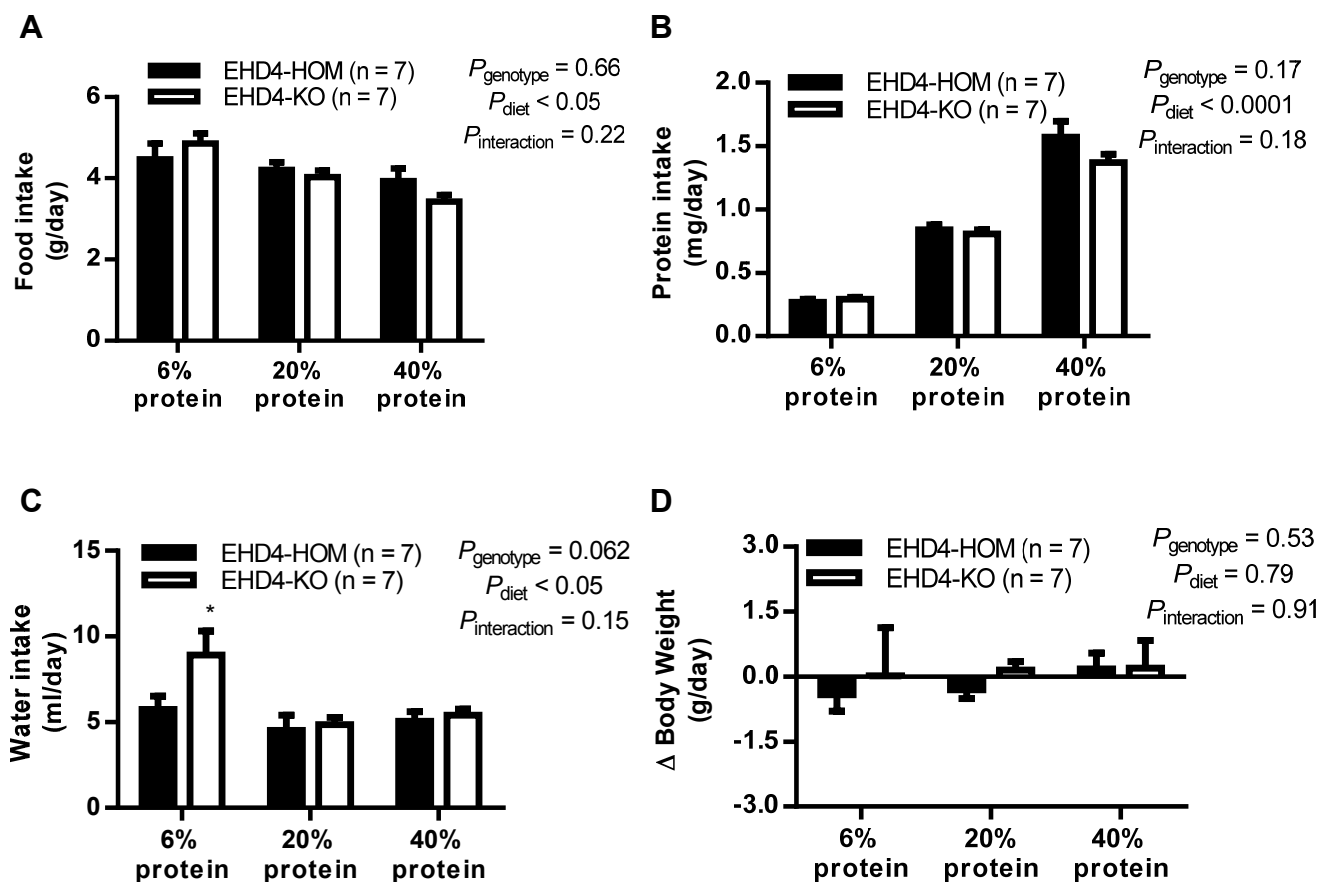 A
EHD4-HOM (n = 7)
EHD4-KO (n = 7)
Pgenotype = 0.66
Pdiet < 0.05
Pinteraction = 0.22
Food intake
(g/day)
6
4
2
0
6%
protein
20%
protein
40%
protein
B
EHD4-HOM (n = 7)
EHD4-KO (n = 7)
Pgenotype = 0.17
Pdiet < 0.0001
Pinteraction = 0.18
Protein intake
(mg/day)
2.0
1.5
1.0
0.5
0.0
6%
protein
20%
protein
40%
protein
C
EHD4-HOM (n = 7)
EHD4-KO (n = 7)
Pgenotype = 0.062
Pdiet < 0.05
Pinteraction = 0.15
Water intake
(ml/day)
15
10
5
0
*
6%
protein
20%
protein
40%
protein
D
EHD4-HOM (n = 7)
EHD4-KO (n = 7)
Pgenotype = 0.53
Pdiet = 0.79
Pinteraction = 0.91
Δ Body Weight
(g/day)
3.0
1.5
0.0
-1.5
-3.0
6%
protein
20%
protein
40%
protein